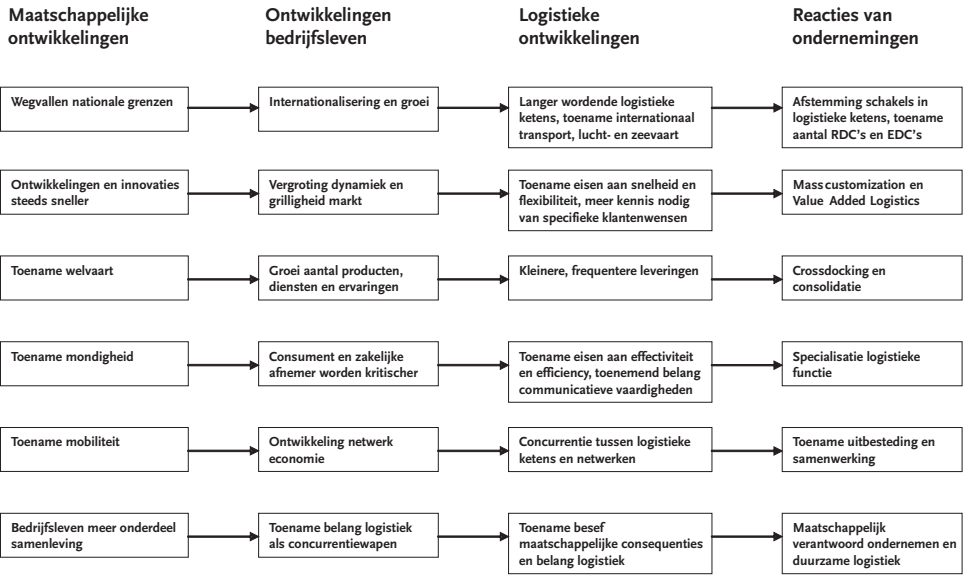 Maatschappelijke
ontwikkelingen
Ontwikkelingen
bedrijfsleven
Logistieke
ontwikkelingen
Reacties van
ondernemingen
Wegvallen nationale grenzen
Internationalisering en groei
Langer wordende logistieke
ketens, toename internationaal
transport, lucht- en zeevaart
Afstemming schakels in
logistieke ketens, toename
aantal RDC's en EDC's
Ontwikkelingen en innovaties
steeds sneller
Vergroting dynamiek en
grilligheid markt
Toename eisen aan snelheid en
flexibiliteit, meer kennis nodig
van specifieke klantenwensen
Mass customization en
Value Added Logistics
Toename welvaart
Groei aantal producten,
diensten en ervaringen
Kleinere, frequentere leveringen
Crossdocking en
consolidatie
Toename mondigheid
Consument en zakelijke
afnemer worden kritischer
Toename eisen aan effectiviteit
en efficency, toenemend belang
communicatieve vaardigheden
Specialisatie logistieke
functie
Toename mobiliteit
Ontwikkeling netwerk
economie
Concurrentie tussen logistieke
ketens en netwerken
Toename uitbesteding en
samenwerking
Bedrijfsleven meer onderdeel
samenleving
Toename belang logistiek
als concurrentiewapen
Toename besef
maatschappelijke consequenties
en belang logistiek
Maatschappelijk
verantwoord ondernemen en
duurzame logistiek